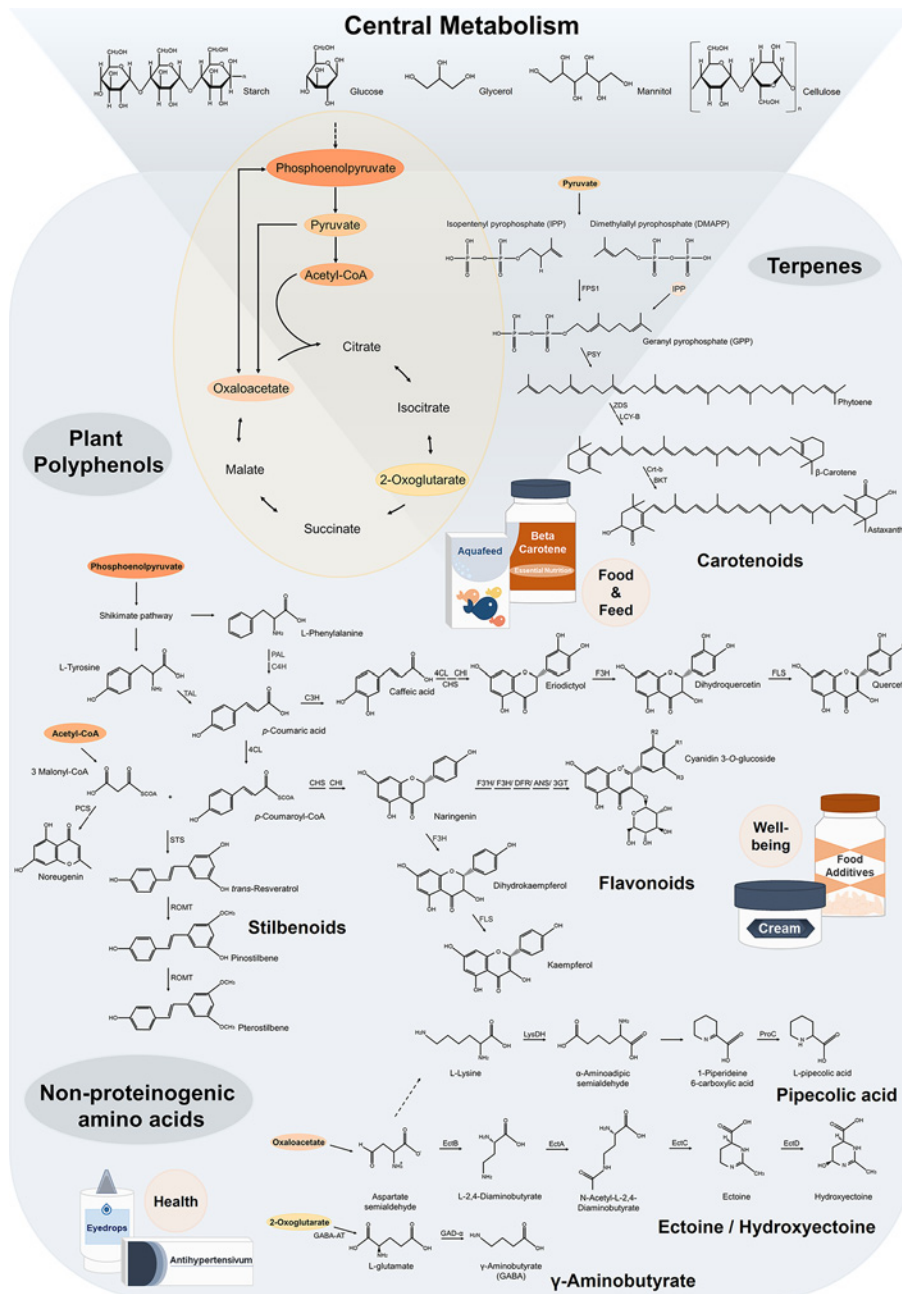 Central Metabolism
Starch
Glucose
Glycerol
Mannitol
Cellulose
Phosphoenolpyruvate
Pyruvate
Acetyl-CoA
Citrate
Oxaloacetate
Isocitrate
Malate
2-Oxoglutarate
Succinate
Pyruvate
Isopentenyl pyrophosphate (IPP)
Dimethylallyl pyrophosphate (DMAPP)
Terpenes
FPS1
IPP
Geranyl pyrophosphate (GPP)
PSY
Phytoene
ZDS
LCY-B
β-Carotene
Crt-b
BKT
Astaxanth
Carotenoids
Aquafeed
Beta
Carotene
Essential Nutrition
Food
&
Feed
Plant
Polyphenols
Phosphoenolpyruvate
Shikimate pathway
L-Phenylalanine
PAL
C4H
L-Tyrosine
TAL
p-Coumaric acid
C3H
Caffeic acid
4CL CHI
CHS
Eriodictyol
F3H
Dihydroquercetin
FLS
Quercet
Acetyl-CoA
3 Malonyl-CoA
SCOA
+
4CL
SCOA
p-Coumaroyl-CoA
CHS CHI
Naringenin
F3'H/ F3H/ DFR/ ANS/ 3GT
R2
R1
R3
Cyanidin 3-O-glucoside
PCS
Noreugenin
STS
trans-Resveratrol
ROMT
Pinostilbene
ROMT
Pterostilbene
Stilbenoids
F3H
Dihydrokaempferol
FLS
Kaempferol
Flavonoids
Well-
being
Food
Additives
Cream
Non-proteinogenic
amino acids
L-Lysine
LysDH
α-Aminoadipic
semialdehyde
1-Piperideine
6-carboxylic acid
ProC
L-pipecolic acid
Pipecolic acid
Oxaloacetate
Aspartate
semialdehyde
EctB
L-2,4-Diaminobutyrate
EctA
N-Acetyl-L-2,4-
Diaminobutyrate
EctC
Ectoine
EctD
Hydroxyectoine
Ectoine / Hydroxyectoine
2-Oxoglutarate
GABA-AT
L-glutamate
GAD-α
γ-Aminobutyrate
(GABA)
γ-Aminobutyrate
Health
Eyedrops
Antihypertensivum